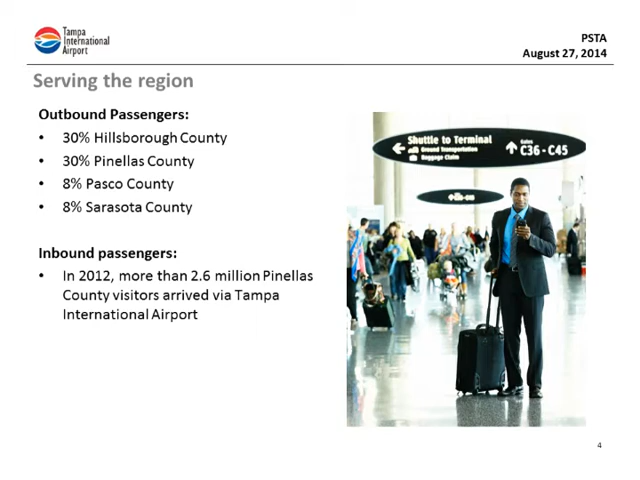 Tampa
International
Airport
PSTA
August 27, 2014
Serving the region
Outbound Passengers:
• 30% Hillsborough County
• 30% Pinellas County
• 8% Pasco County
• 8% Sarasota County
Inbound passengers:
• In 2012, more than 2.6 million Pinellas
County visitors arrived via Tampa
International Airport
Shuttle to Terminal
Ground Transportation
Baggage Claim
Gates
C36 - C45
4